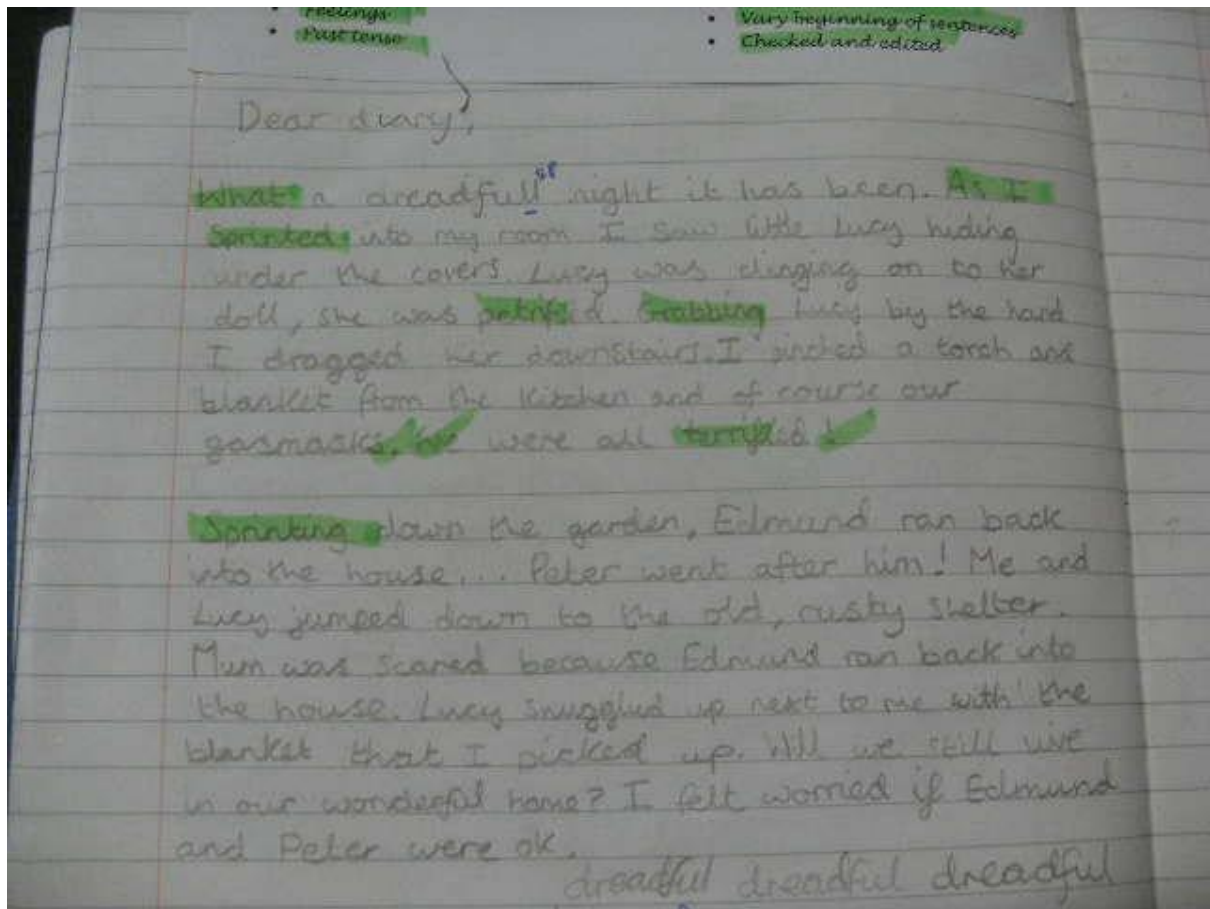 • Feelings
• Past tense
• Vary beginning of sentences
• Checked and edited
Dear diary,
sp
What a dreadfull night it has been. As I
Sprinted into my room I saw little Lucy hiding
under the covers. Lucy was clinging on to her
doll, she was petrifeid. Grabbing Lucy by the hand
I dragged her downstairs. I picked a torch and
blanket from the kitchen and of course our
gasmasks. We were all terrified!
Sprinting down the garden, Edmund ran back
into the house... Peter went after him! Me and
Lucy jumped down to the old, rusty shelter.
Mum was scared because Edmund ran back into
the house. Lucy snuggled up next to me with the
blanket that I picked up. Will we still live
in our wonderful home? I felt worried if Edmund
and Peter were ok.
dreadful dreadful dreadful